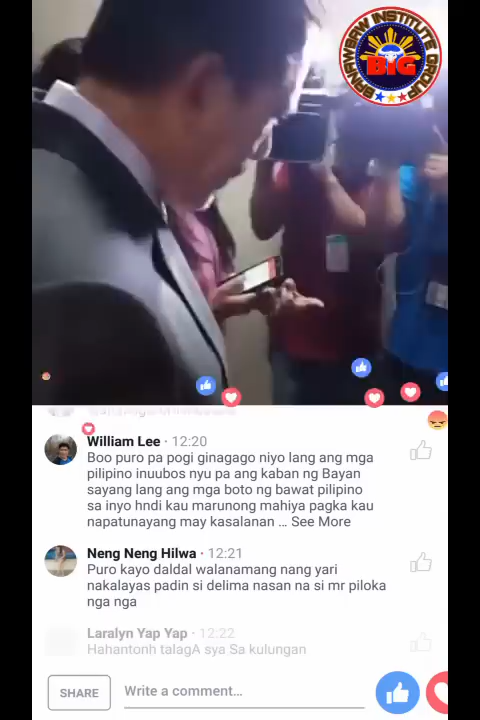 BRNAWBRW INSTITUTE GROUP
BiG
William Lee · 12:20
Boo puro pa pogi ginagago niyo lang ang mga
pilipino inuubos nyu pa ang kaban ng Bayan
sayang lang ang mga boto ng bawat pilipino
sa inyo hndi kau marunong mahiya pagka kau
napatunayang may kasalanan ... See More
Neng Neng Hilwa · 12:21
Puro kayo daldal walanamang nang yari
nakalayas padin si delima nasan na si mr piloka
nga nga
Laralyn Yap Yap · 12:22
Hahantonh talagA sya Sa kulungan
SHARE
Write a comment...